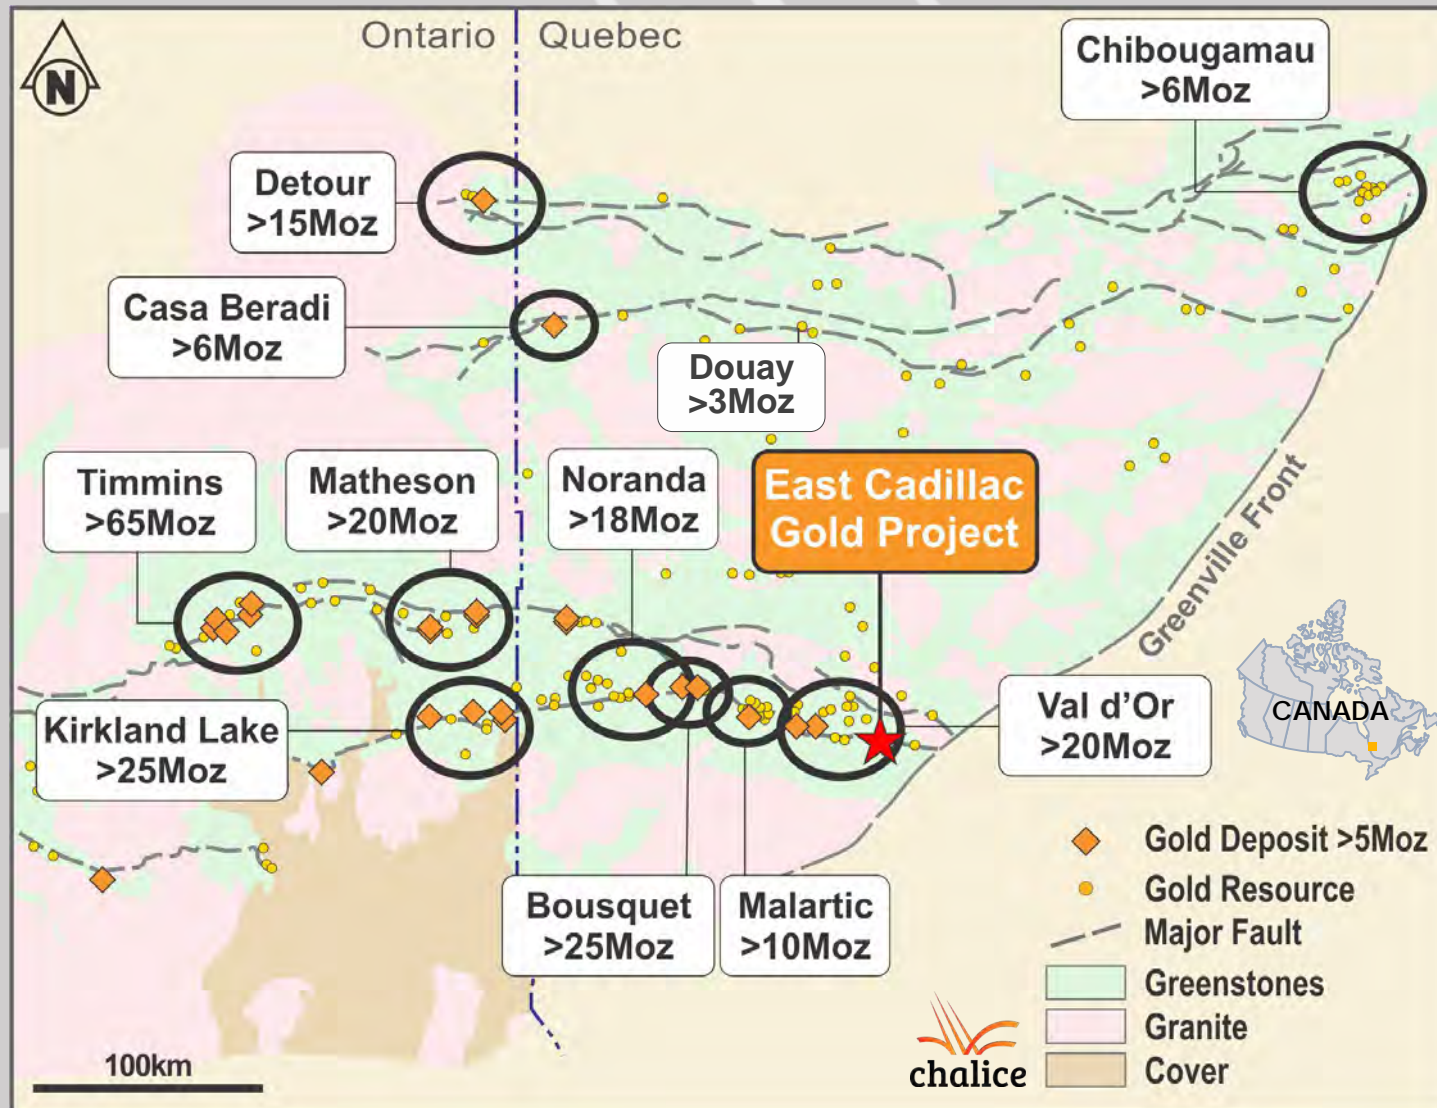 Ontario
Quebec
N
Chibougamau
>6Moz
Detour
>15Moz
Casa Beradi
>6Moz
Douay
>3Moz
Timmins
>65Moz
Matheson
>20Moz
Noranda
>18Moz
East Cadillac
Gold Project
Greenville Front
Kirkland Lake
>25Moz
Val d’Or
>20Moz
CANADA
Bousquet
>25Moz
Malartic
>10Moz
Gold Deposit >5Moz
Gold Resource
Major Fault
Greenstones
Granite
Cover
100km
chalice